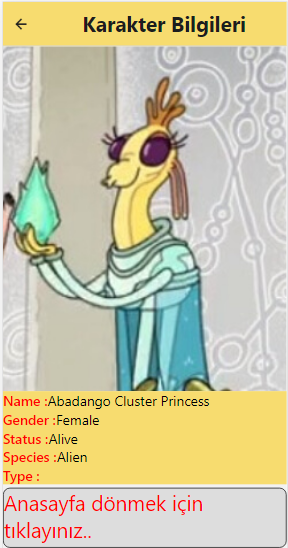 Karakter Bilgileri
Name :Abadango Cluster Princess
Gender :Female
Status :Alive
Species :Alien
Type :
Anasayfa dönmek için
tıklayınız..